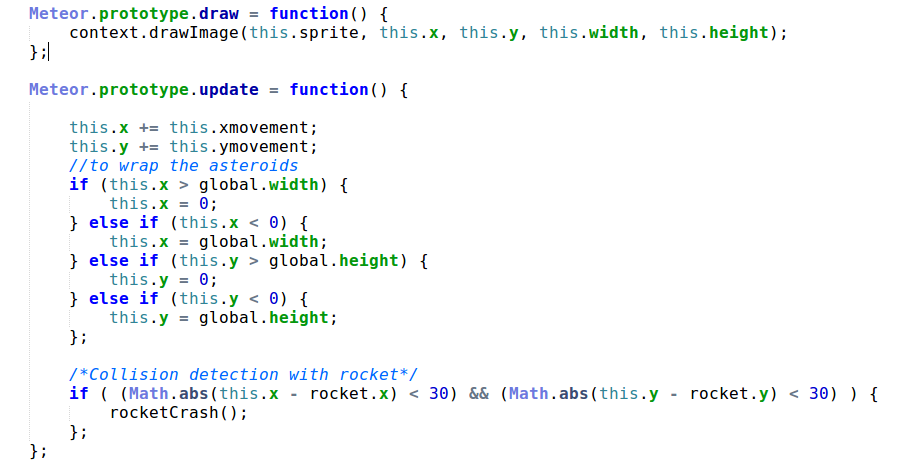 Meteor.prototype.draw = function() {
    context.drawImage(this.sprite, this.x, this.y, this.width, this.height);
};

Meteor.prototype.update = function() {

    this.x += this.xmovement;
    this.y += this.ymovement;
    //to wrap the asteroids
    if (this.x > global.width) {
        this.x = 0;
    } else if (this.x < 0) {
        this.x = global.width;
    } else if (this.y > global.height) {
        this.y = 0;
    } else if (this.y < 0) {
        this.y = global.height;
    };

    /*Collision detection with rocket*/
    if ( (Math.abs(this.x - rocket.x) < 30) && (Math.abs(this.y - rocket.y) < 30) ) {
        rocketCrash();
    };
};